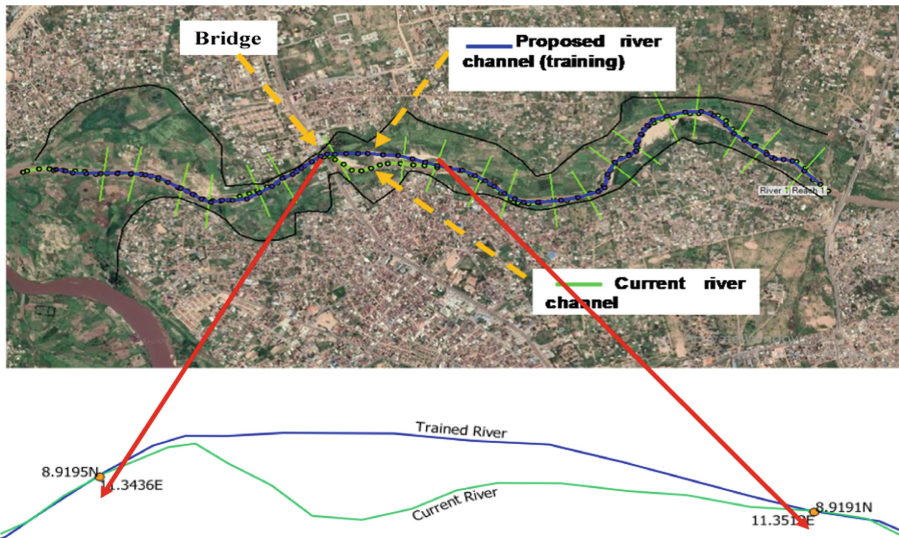 Bridge
Proposed river
channel (training)
River 1 Reach 1
Current river
channel
Trained River
8.9195N
1.3436E
Current River
8.9191N